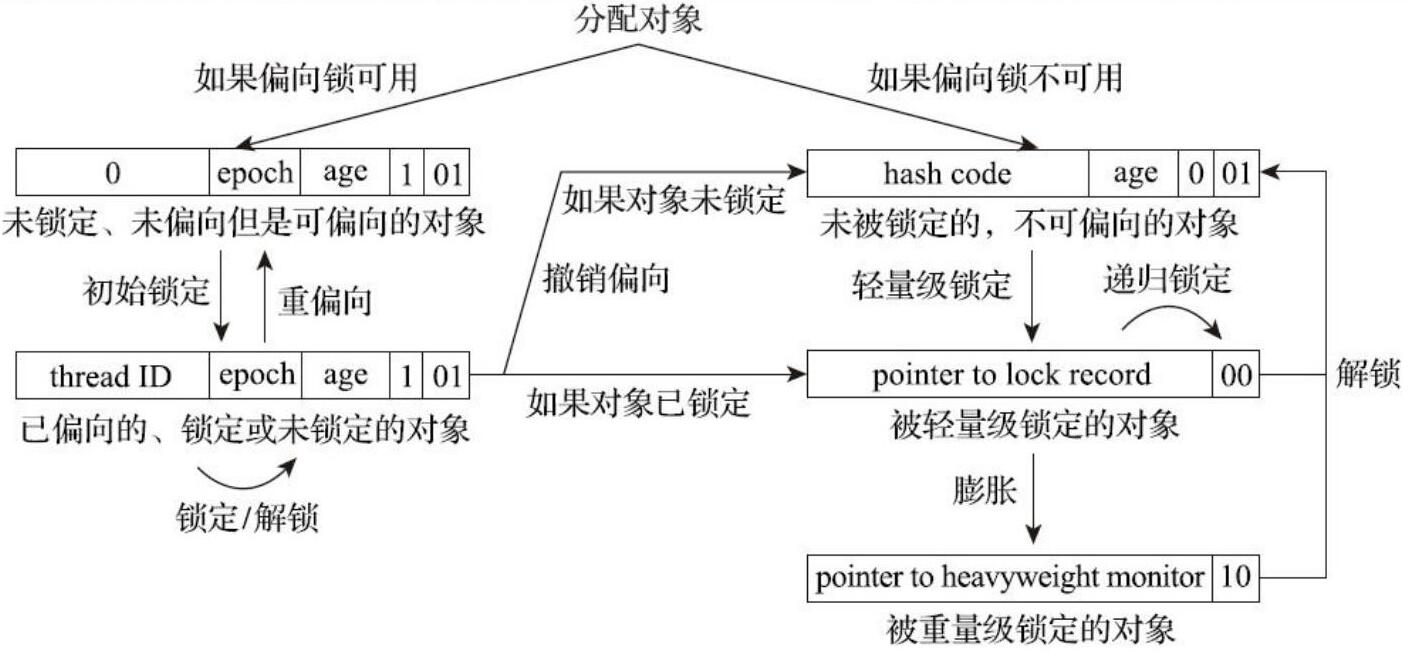 分配对象
如果偏向锁可用
如果偏向锁不可用
0 epoch age 1 01
hash code age 0 01
未锁定、未偏向但是可偏向的对象
如果对象未锁定
未被锁定的，不可偏向的对象
初始锁定
重偏向
撤销偏向
轻量级锁定
递归锁定
thread ID epoch age 1 01
pointer to lock record 00
解锁
如果对象已锁定
已偏向的、锁定或未锁定的对象
被轻量级锁定的对象
锁定/解锁
膨胀
pointer to heavyweight monitor 10
被重量级锁定的对象